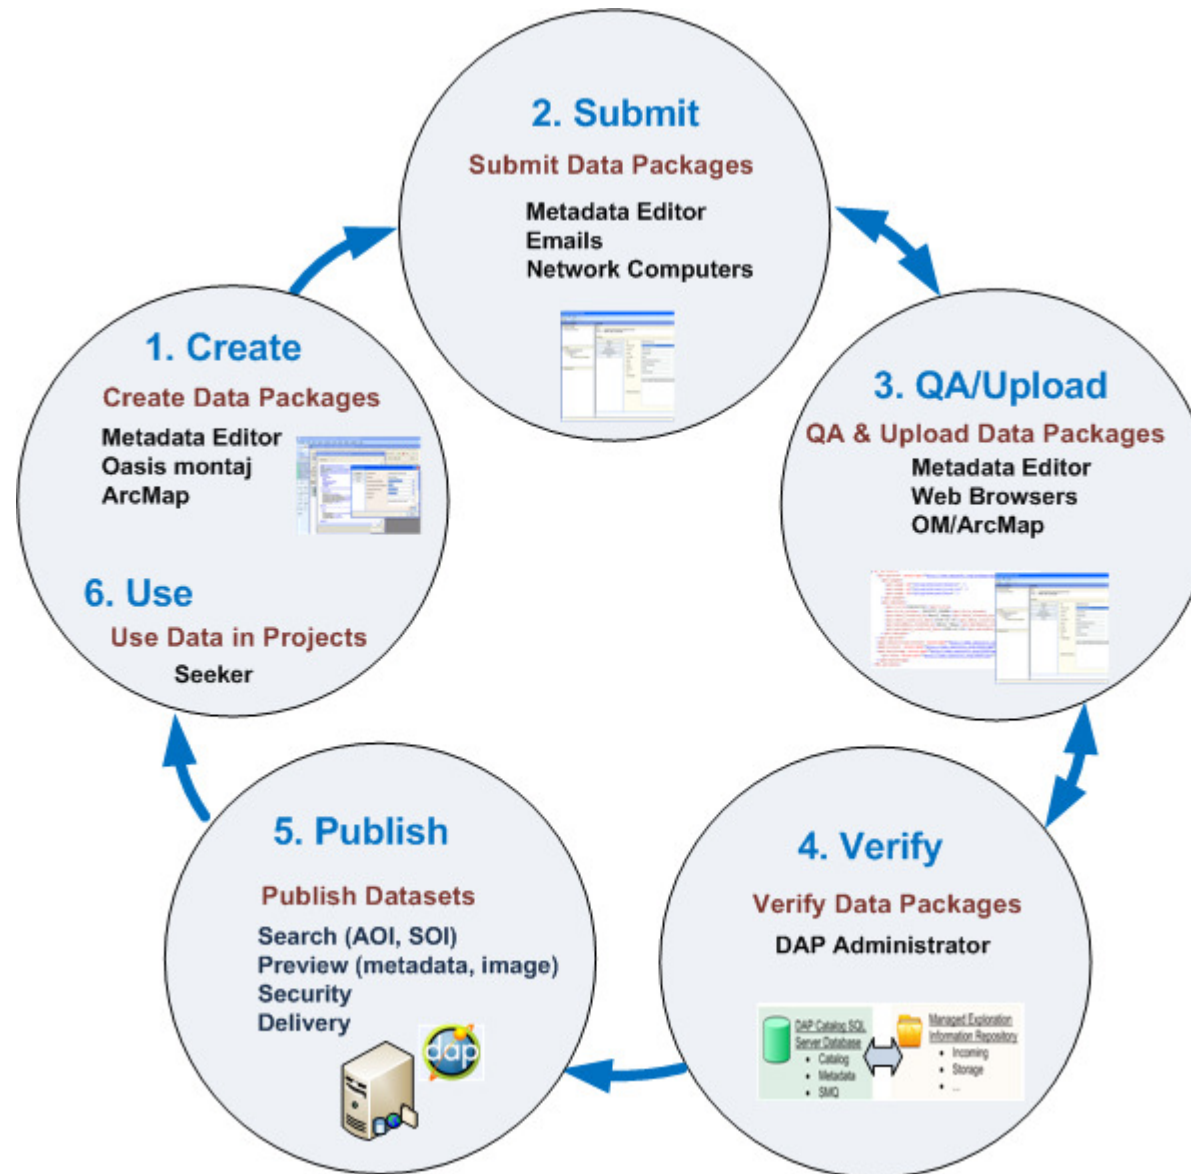 2. Submit
Submit Data Packages
Metadata Editor
Emails
Network Computers
1. Create
Create Data Packages
Metadata Editor
Oasis montaj
ArcMap
6. Use
Use Data in Projects
Seeker
3. QA/Upload
QA & Upload Data Packages
Metadata Editor
Web Browsers
OM/ArcMap
4. Verify
Verify Data Packages
DAP Administrator
DAP Catalog SQL
Server Database
• Catalog
• Metadata
• SMQ
Managed Exploration
Information Repository
• Incoming
• Storage
• ....
5. Publish
Publish Datasets
Search (AOI, SOI)
Preview (metadata, image)
Security
Delivery
dap